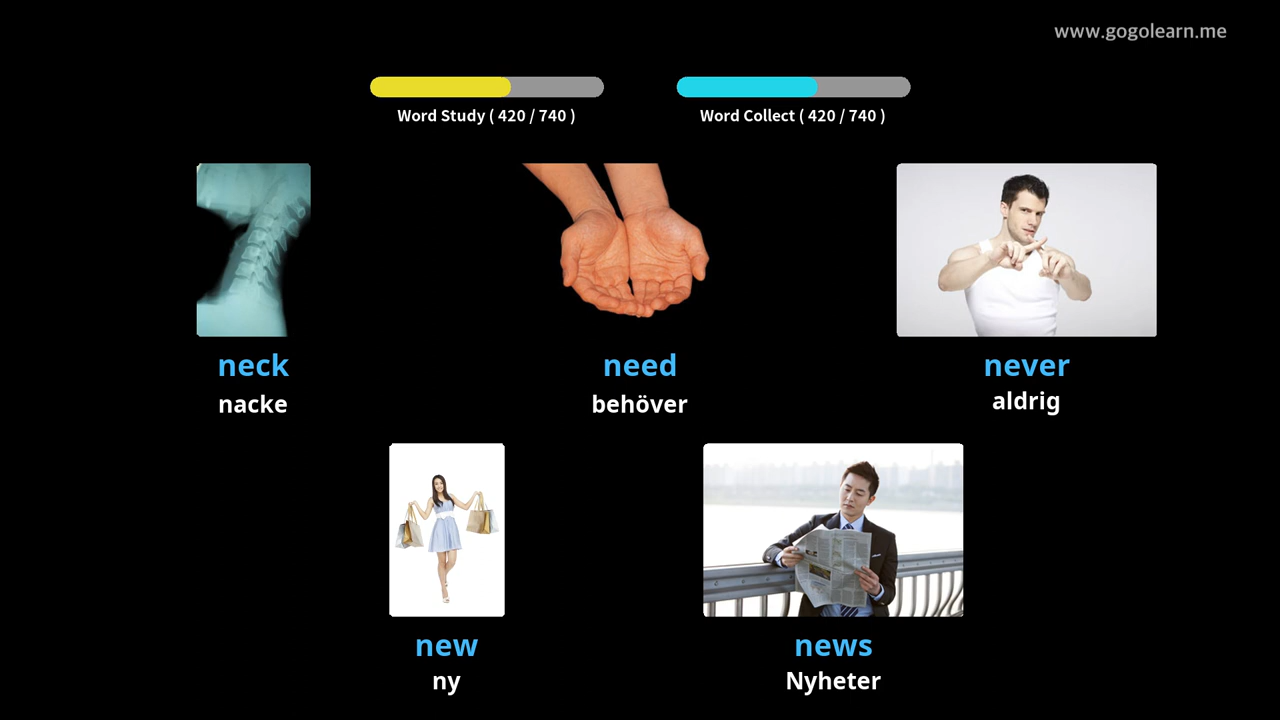 www.gogolearn.me
Word Study ( 420 / 740 )
Word Collect ( 420 / 740 )
neck
nacke
need
behöver
never
aldrig
new
ny
news
Nyheter